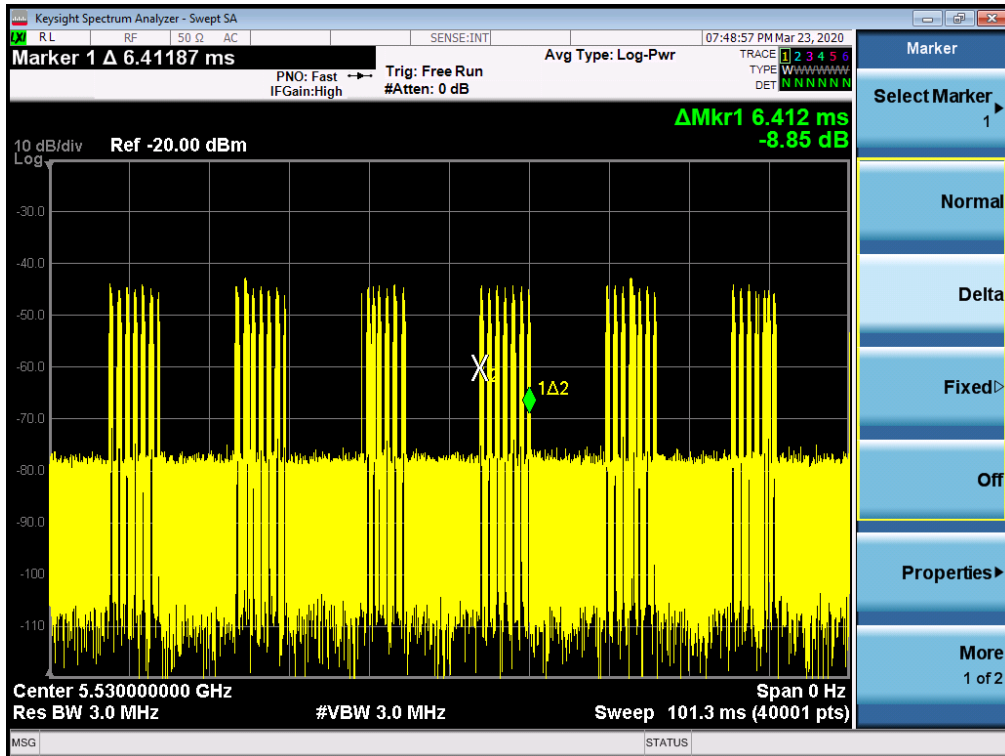 Keysight Spectrum Analyzer - Swept SA
LXI RL RF 50 Ω AC SENSE:INT 07:48:57 PM Mar 23, 2020
Marker 1 Δ 6.41187 ms
PNO: Fast
IFGain:High
Trig: Free Run
#Atten: 0 dB
Avg Type: Log-Pwr
TRACE 1 2 3 4 5 6
TYPE WWWWWW
DET N N N N N N
ΔMkr1 6.412 ms
-8.85 dB
10 dB/div Ref -20.00 dBm
Log
-30.0
-40.0
-50.0
-60.0
-70.0
-80.0
-90.0
-100
-110
X2
1Δ2
Center 5.530000000 GHz Span 0 Hz
Res BW 3.0 MHz #VBW 3.0 MHz Sweep 101.3 ms (40001 pts)
MSG STATUS
Marker
Select Marker
1
Normal
Delta
Fixed
Off
Properties
More
1 of 2